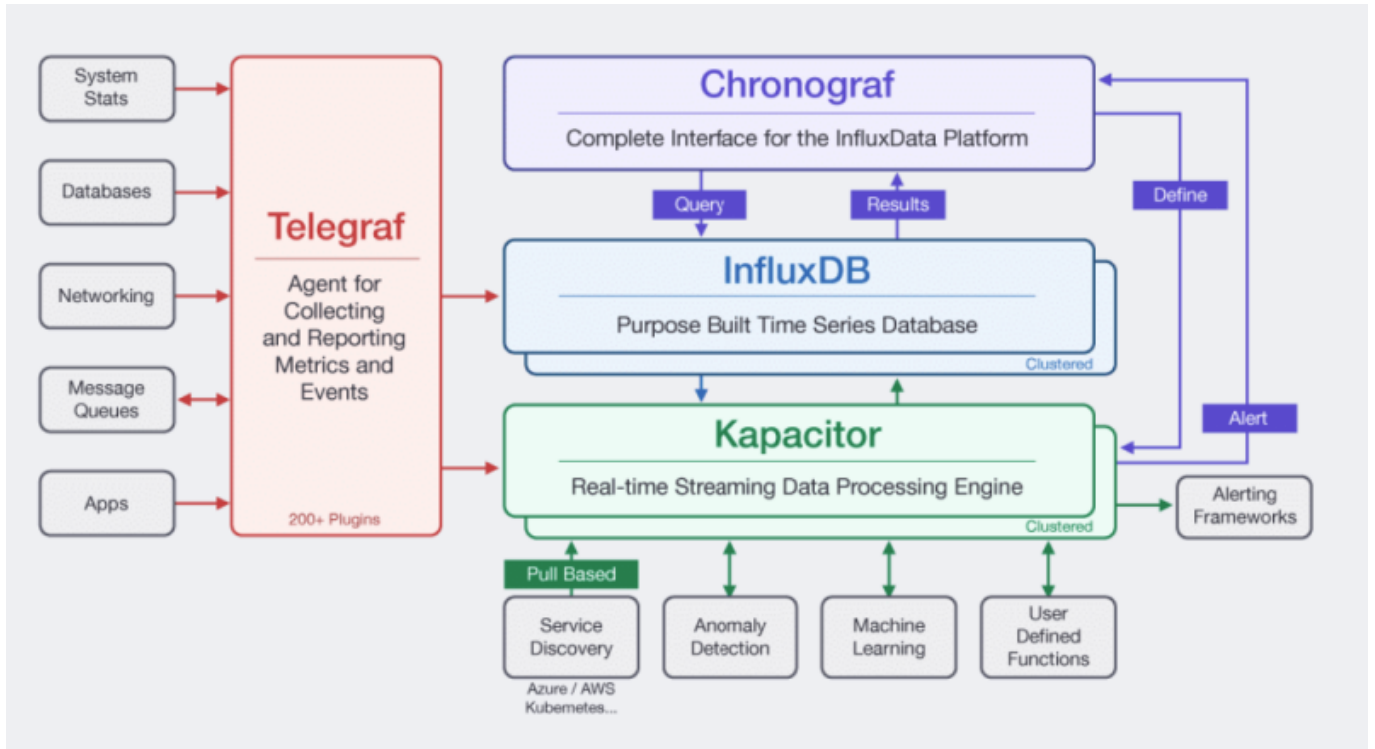 System
Stats
Databases
Networking
Message
Queues
Apps
Telegraf
Agent for
Collecting
and Reporting
Metrics and
Events
200+ Plugins
Chronograf
Complete Interface for the InfluxData Platform
Query
Results
Define
InfluxDB
Purpose Built Time Series Database
Clustered
Kapacitor
Real-time Streaming Data Processing Engine
Clustered
Alert
Alerting
Frameworks
Pull Based
Service
Discovery
Azure / AWS
Kubernetes...
Anomaly
Detection
Machine
Learning
User
Defined
Functions